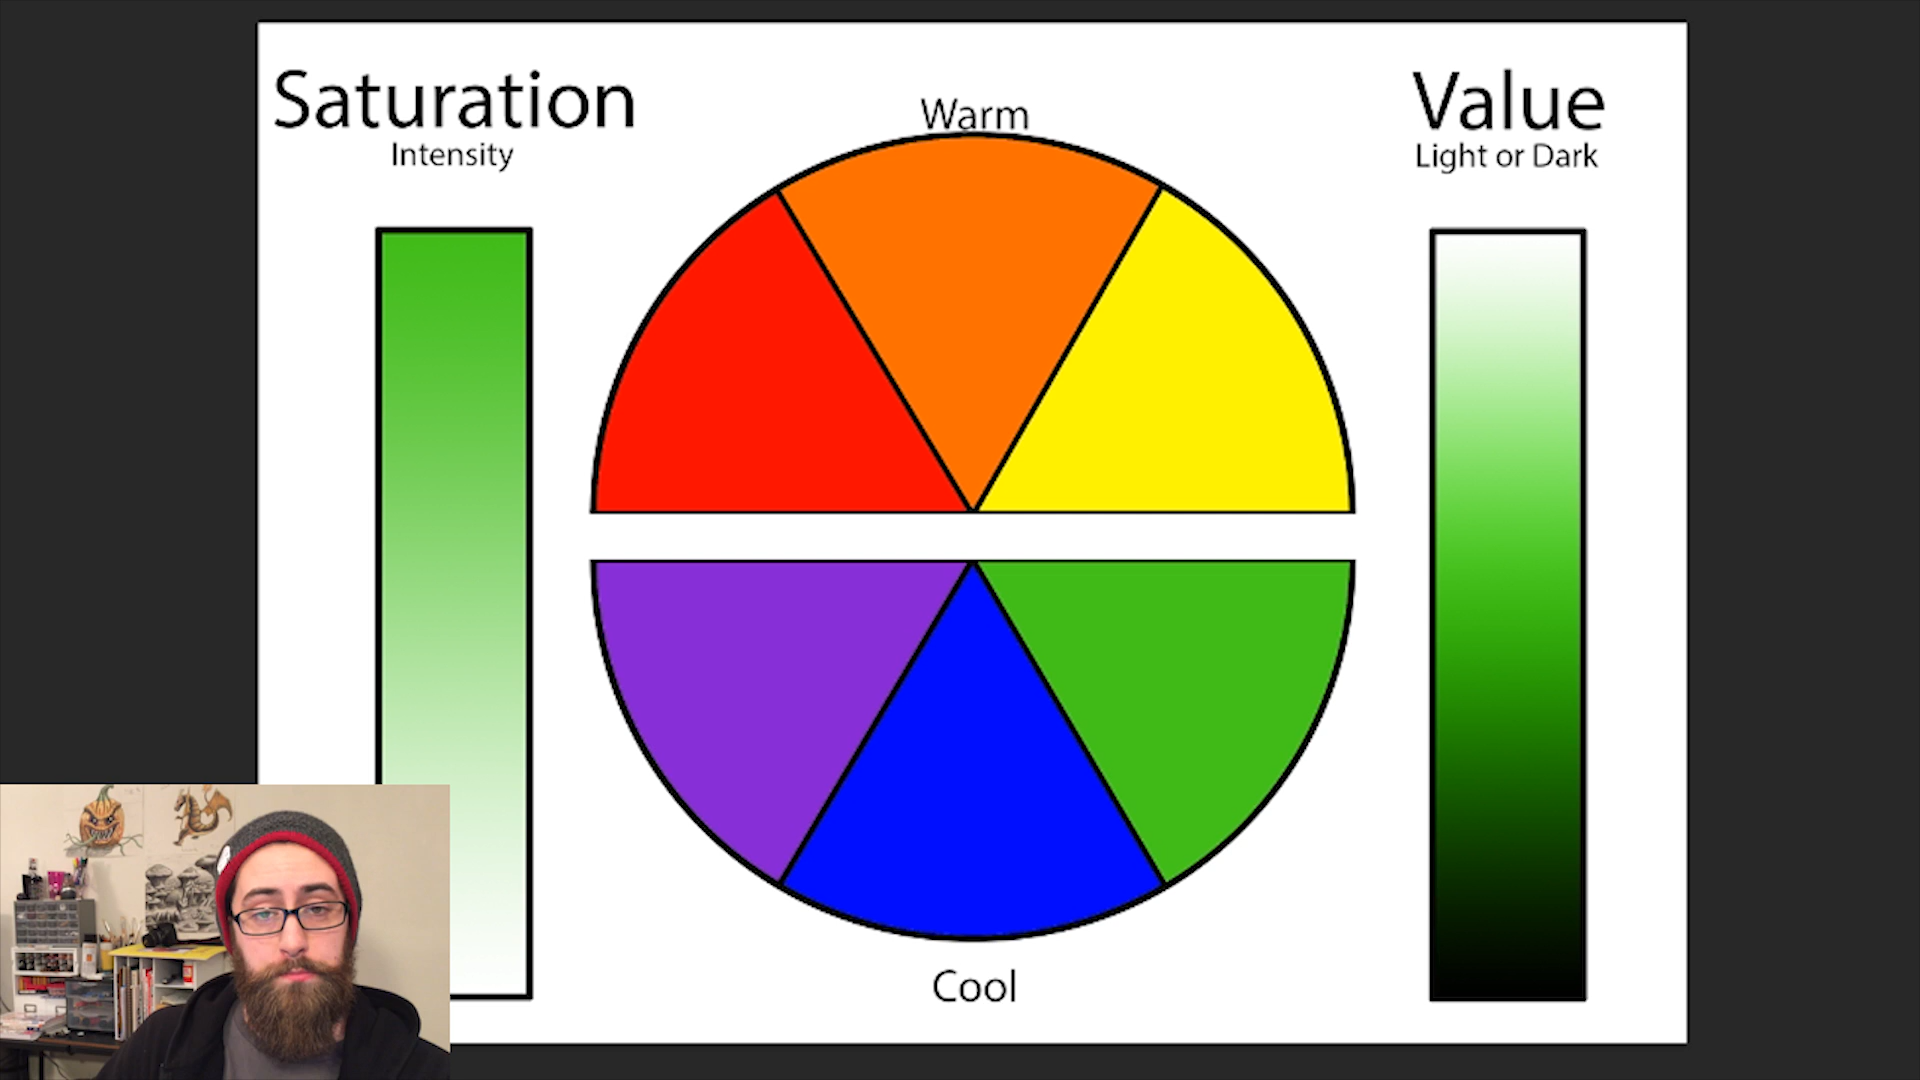 Saturation
Intensity
Warm
Value
Light or Dark
Cool